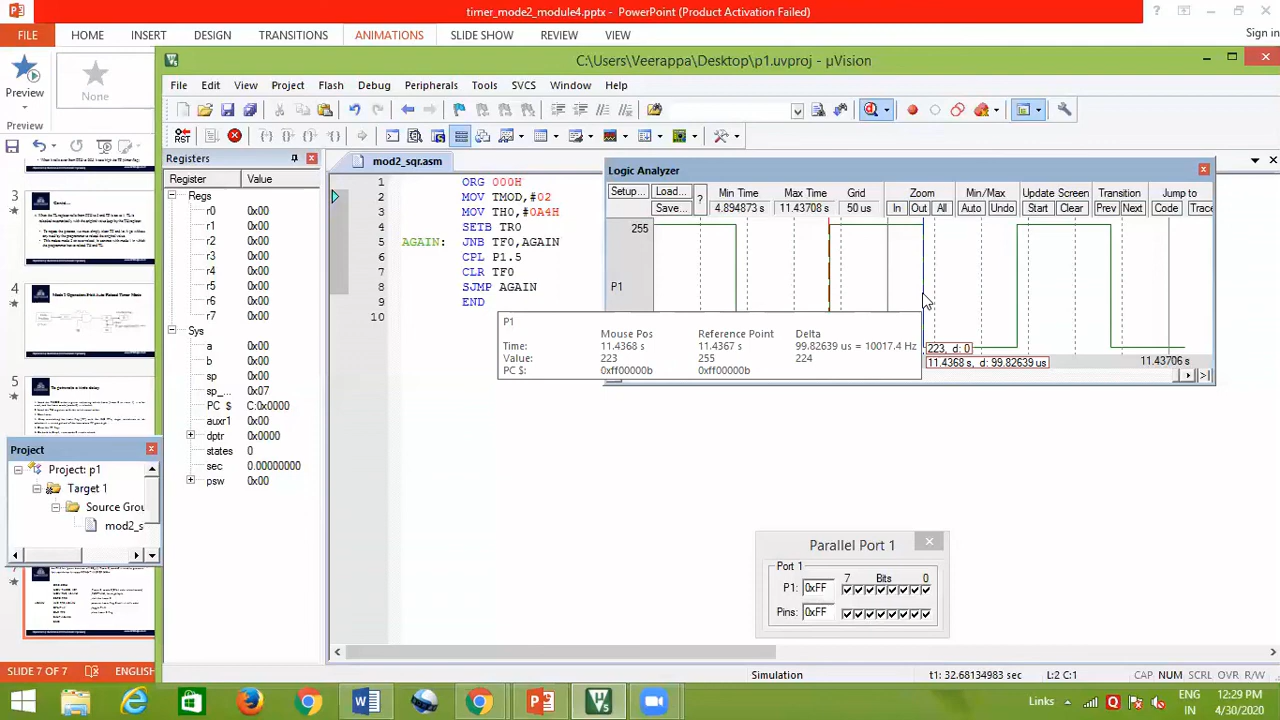 timer_mode2_module4.pptx - PowerPoint (Product Activation Failed)
FILE HOME INSERT DESIGN TRANSITIONS ANIMATIONS SLIDE SHOW REVIEW VIEW Sign in
C:\Users\Veerappa\Desktop\p1.uvproj - µVision
File Edit View Project Flash Debug Peripherals Tools SVCS Window Help
Preview
None
Preview
RST
Registers
Register Value
Regs
r0 0x00
r1 0x00
r2 0x00
r3 0x00
r4 0x00
r5 0x00
r6 0x00
r7 0x00
Sys
a 0x00
b 0x00
sp 0x07
sp_... 0x07
PC $ C:0x0000
auxr1 0x00
dptr 0x0000
states 0
sec 0.00000000
psw 0x00
mod2_sqr.asm
1 ORG 000H
2 MOV TMOD,#02
3 MOV TH0,#0A4H
4 SETB TR0
5 AGAIN: JNB TF0,AGAIN
6 CPL P1.5
7 CLR TF0
8 SJMP AGAIN
9 END
10
Logic Analyzer
Setup... Load... ? Min Time Max Time Grid Zoom Min/Max Update Screen Transition Jump to
Save... 4.894873 s 11.43708 s 50 us In Out All Auto Undo Start Clear Prev Next Code Trace
255
P1
P1
Mouse Pos Reference Point Delta
Time: 11.4368 s 11.4367 s 99.82639 us = 10017.4 Hz
Value: 223 255 224
PC $: 0xff00000b 0xff00000b
223, d: 0
11.4368 s, d: 99.82639 us
11.43706 s
3
4
5
7
Project
Project: p1
Target 1
Source Grou
mod2_s
Parallel Port 1
Port 1
7 Bits 0
P1: 0xFF
Pins: 0xFF
SLIDE 7 OF 7 ENGLISH
Simulation t1: 32.68134983 sec L:2 C:1 CAP NUM SCRL OVR R/W
Links ENG 12:29 PM
IN 4/30/2020